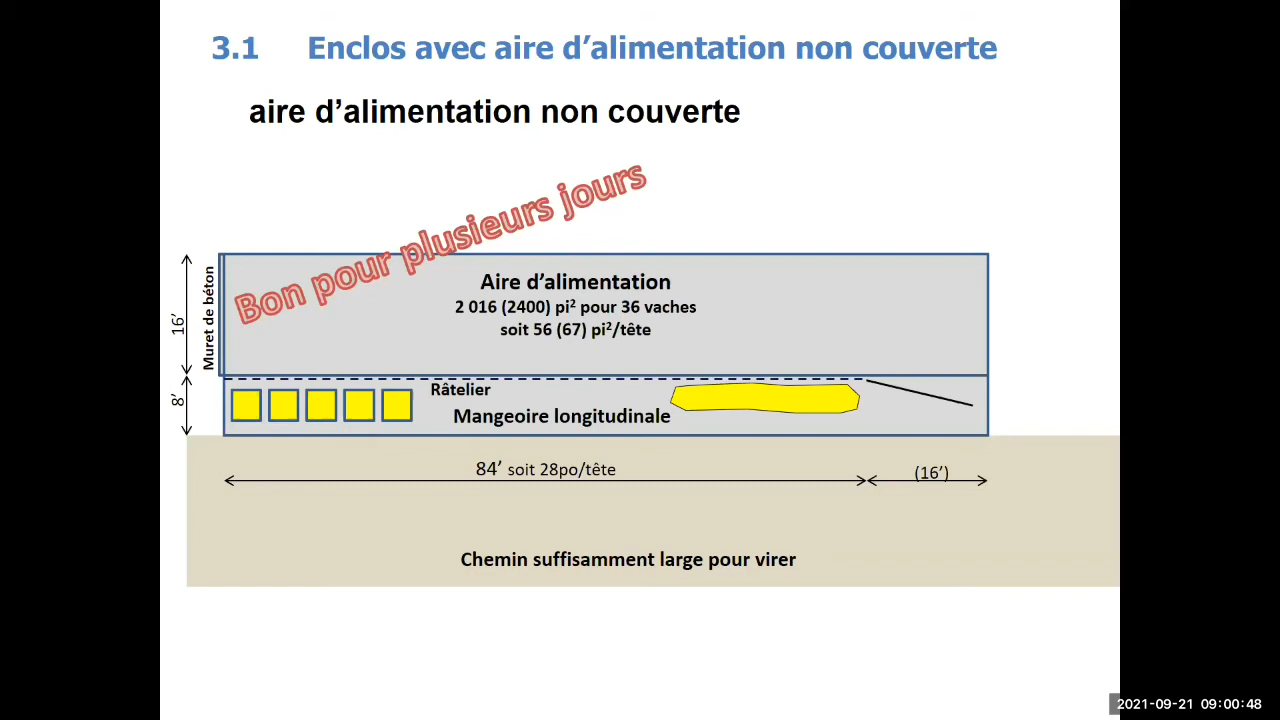 3.1 Enclos avec aire d’alimentation non couverte
aire d’alimentation non couverte
Bon pour plusieurs jours
Aire d’alimentation
2 016 (2400) pi² pour 36 vaches
soit 56 (67) pi²/tête
Muret de béton
16’
8’
Râtelier
Mangeoire longitudinale
84’ soit 28po/tête
(16’)
Chemin suffisamment large pour virer
2021-09-21 09:00:48